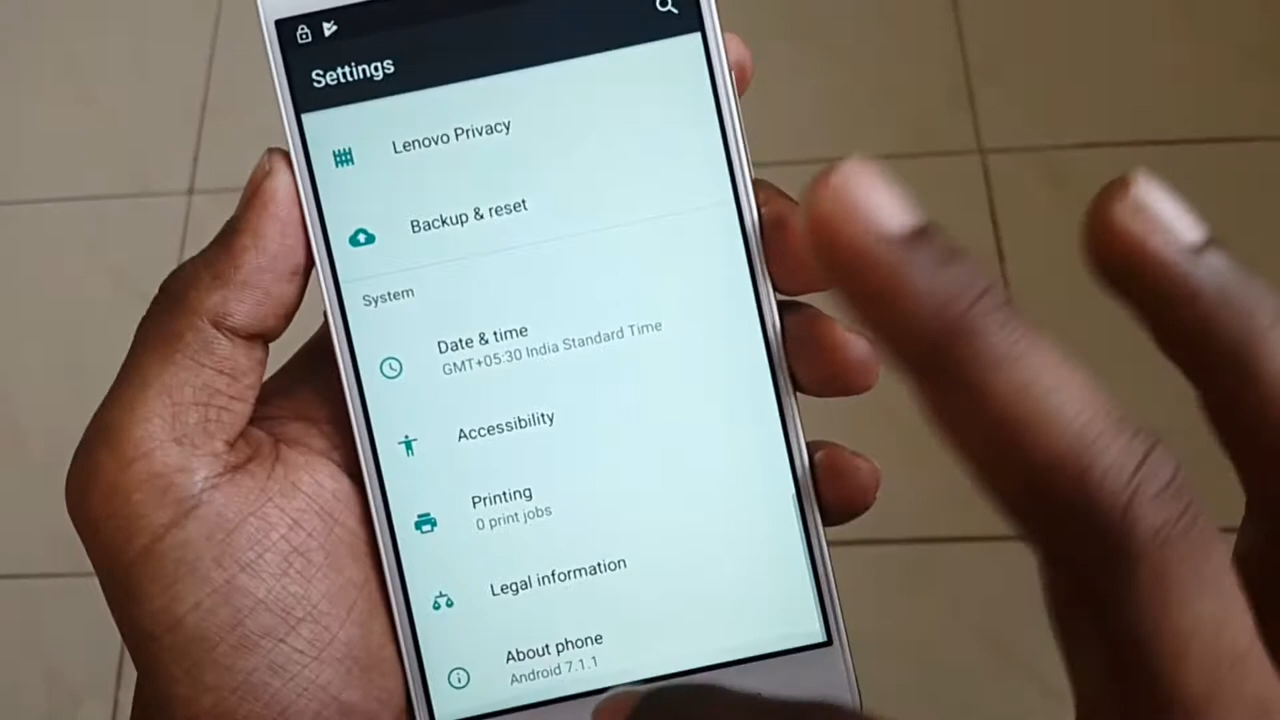 Settings
Lenovo Privacy
Backup & reset
System
Date & time
GMT+05:30 India Standard Time
Accessibility
Printing
0 print jobs
Legal information
About phone
Android 7.1.1